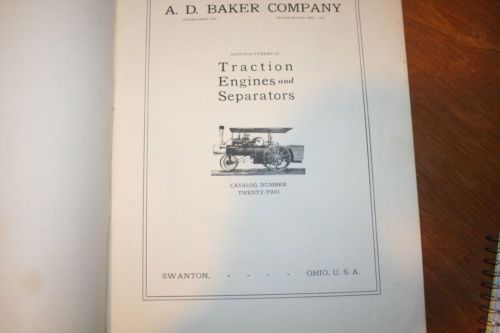 A. D. BAKER COMPANY
MANUFACTURERS OF
Traction
Engines and
Separators
CATALOG NUMBER
TWENTY-TWO
SWANTON, - - - - OHIO, U. S. A.